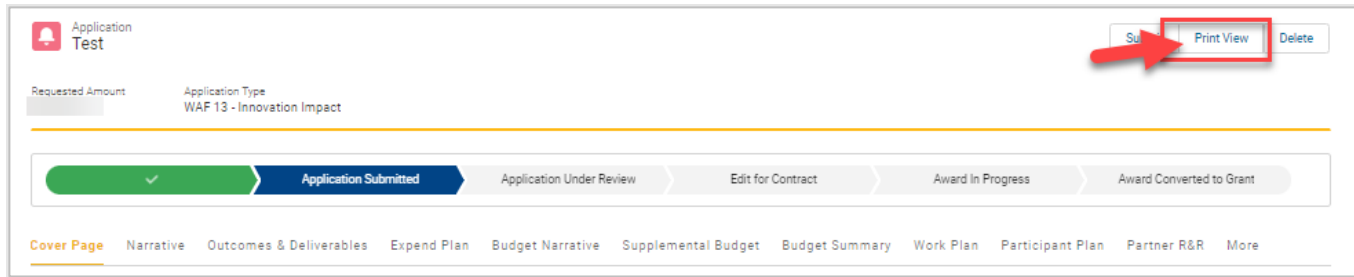 Application
Test
Print View Delete
Requested Amount Application Type
WAF 13 - Innovation Impact
Application Submitted Application Under Review Edit for Contract Award In Progress Award Converted to Grant
Cover Page Narrative Outcomes & Deliverables Expend Plan Budget Narrative Supplemental Budget Budget Summary Work Plan Participant Plan Partner R&R More